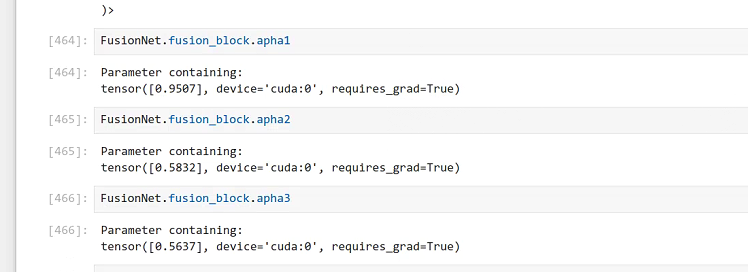 )>
[464]: FusionNet.fusion_block.apha1
[464]: Parameter containing:
tensor([0.9507], device='cuda:0', requires_grad=True)
[465]: FusionNet.fusion_block.apha2
[465]: Parameter containing:
tensor([0.5832], device='cuda:0', requires_grad=True)
[466]: FusionNet.fusion_block.apha3
[466]: Parameter containing:
tensor([0.5637], device='cuda:0', requires_grad=True)